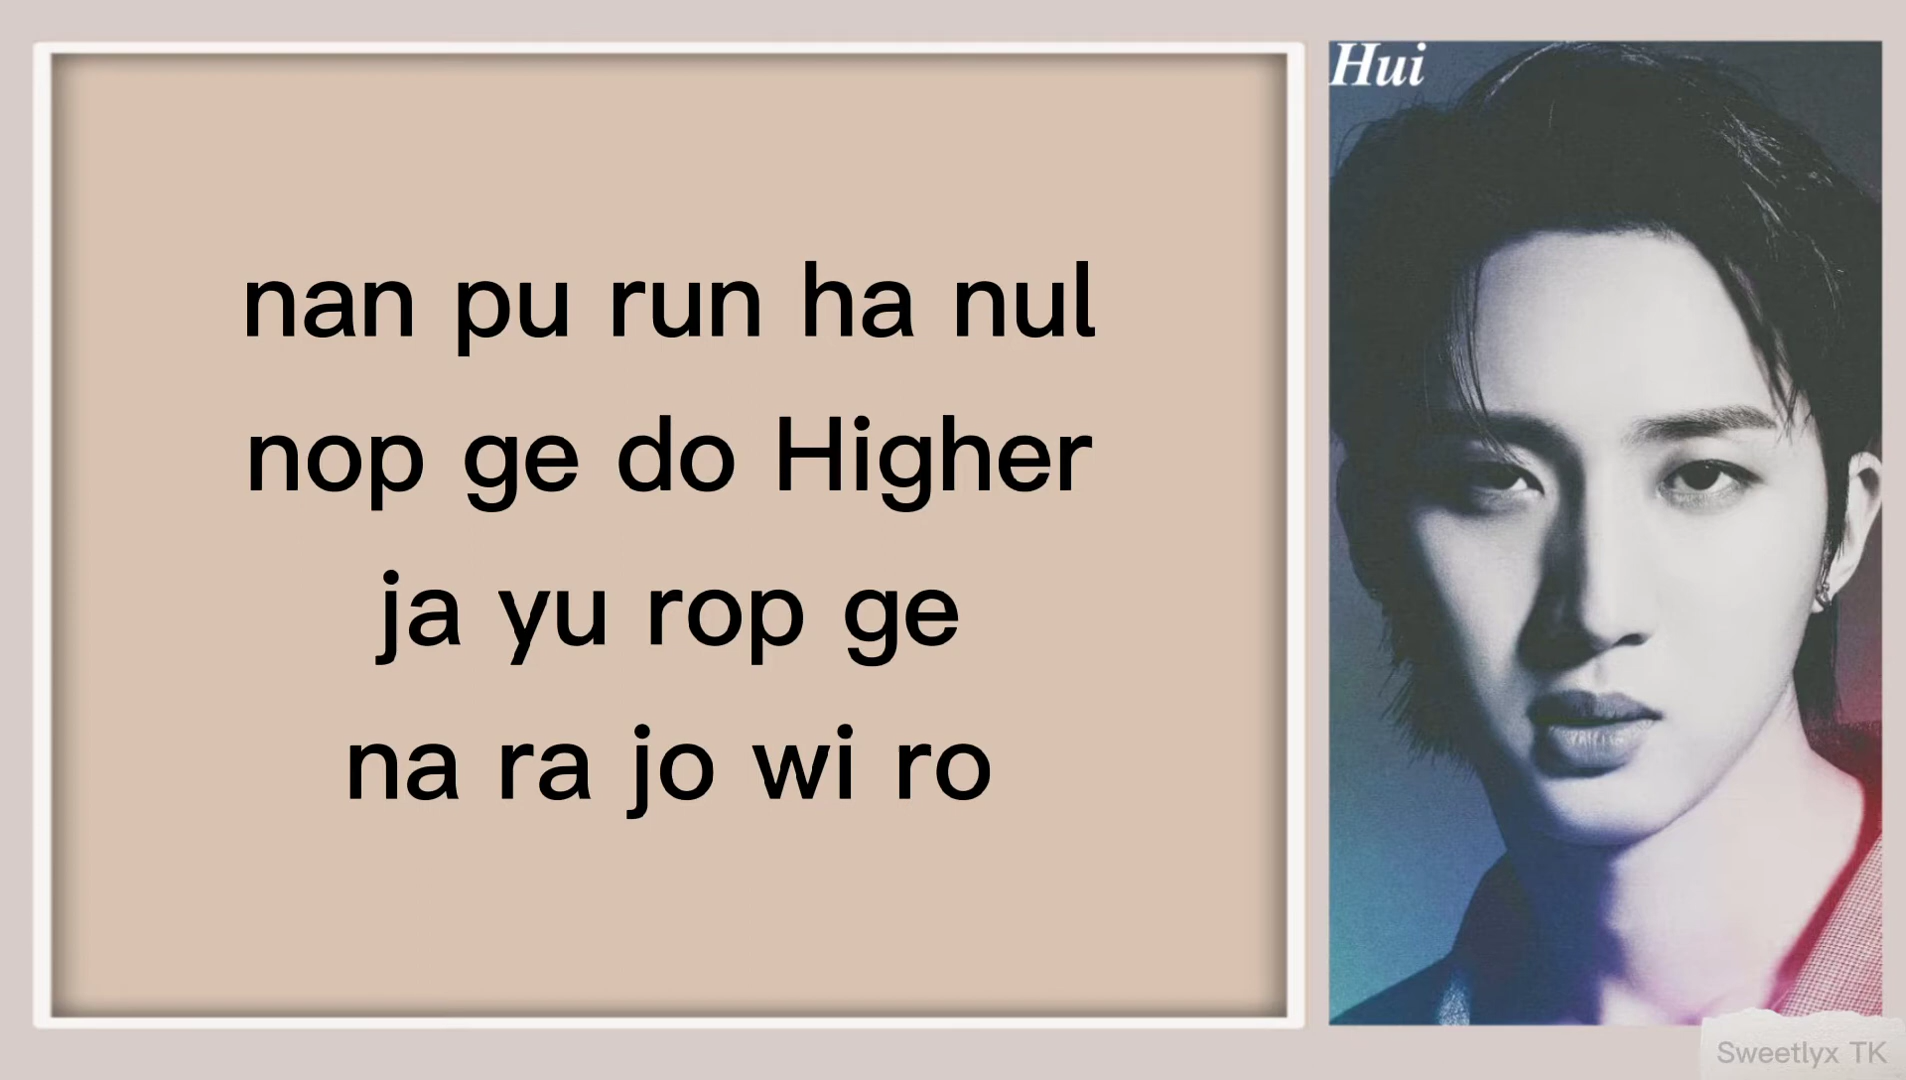 Hui
nan pu run ha nul
nop ge do Higher
ja yu rop ge
na ra jo wi ro
Sweetlyx TK